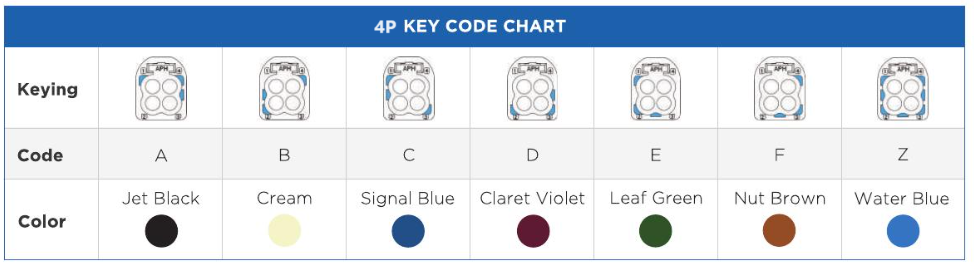 4P KEY CODE CHART
Keying
APH APH APH APH APH APH APH
Code A B C D E F Z
Jet Black Cream Signal Blue Claret Violet Leaf Green Nut Brown Water Blue
Color